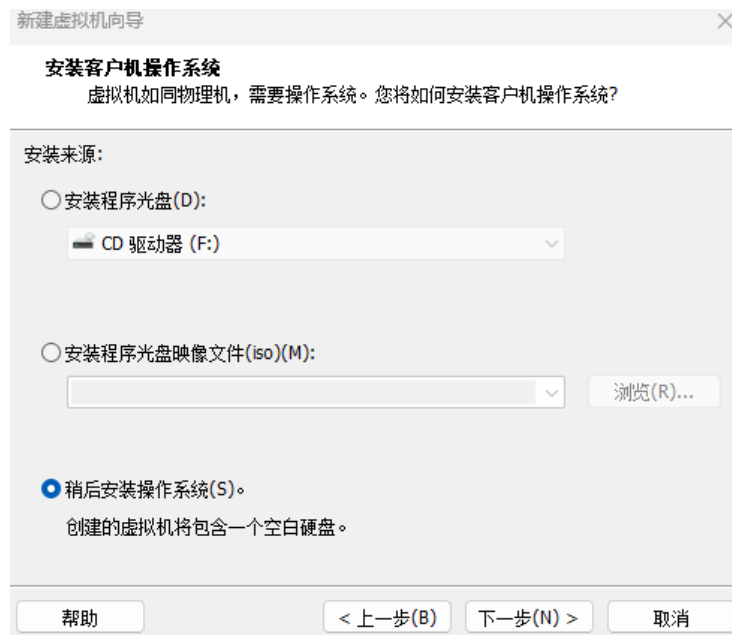 新建虚拟机向导
安装客户机操作系统
虚拟机如同物理机，需要操作系统。您将如何安装客户机操作系统?
安装来源:
安装程序光盘(D):
CD 驱动器 (F:)
安装程序光盘映像文件(iso)(M):
浏览(R)...
稍后安装操作系统(S)。
创建的虚拟机将包含一个空白硬盘。
帮助
< 上一步(B)
下一步(N) >
取消